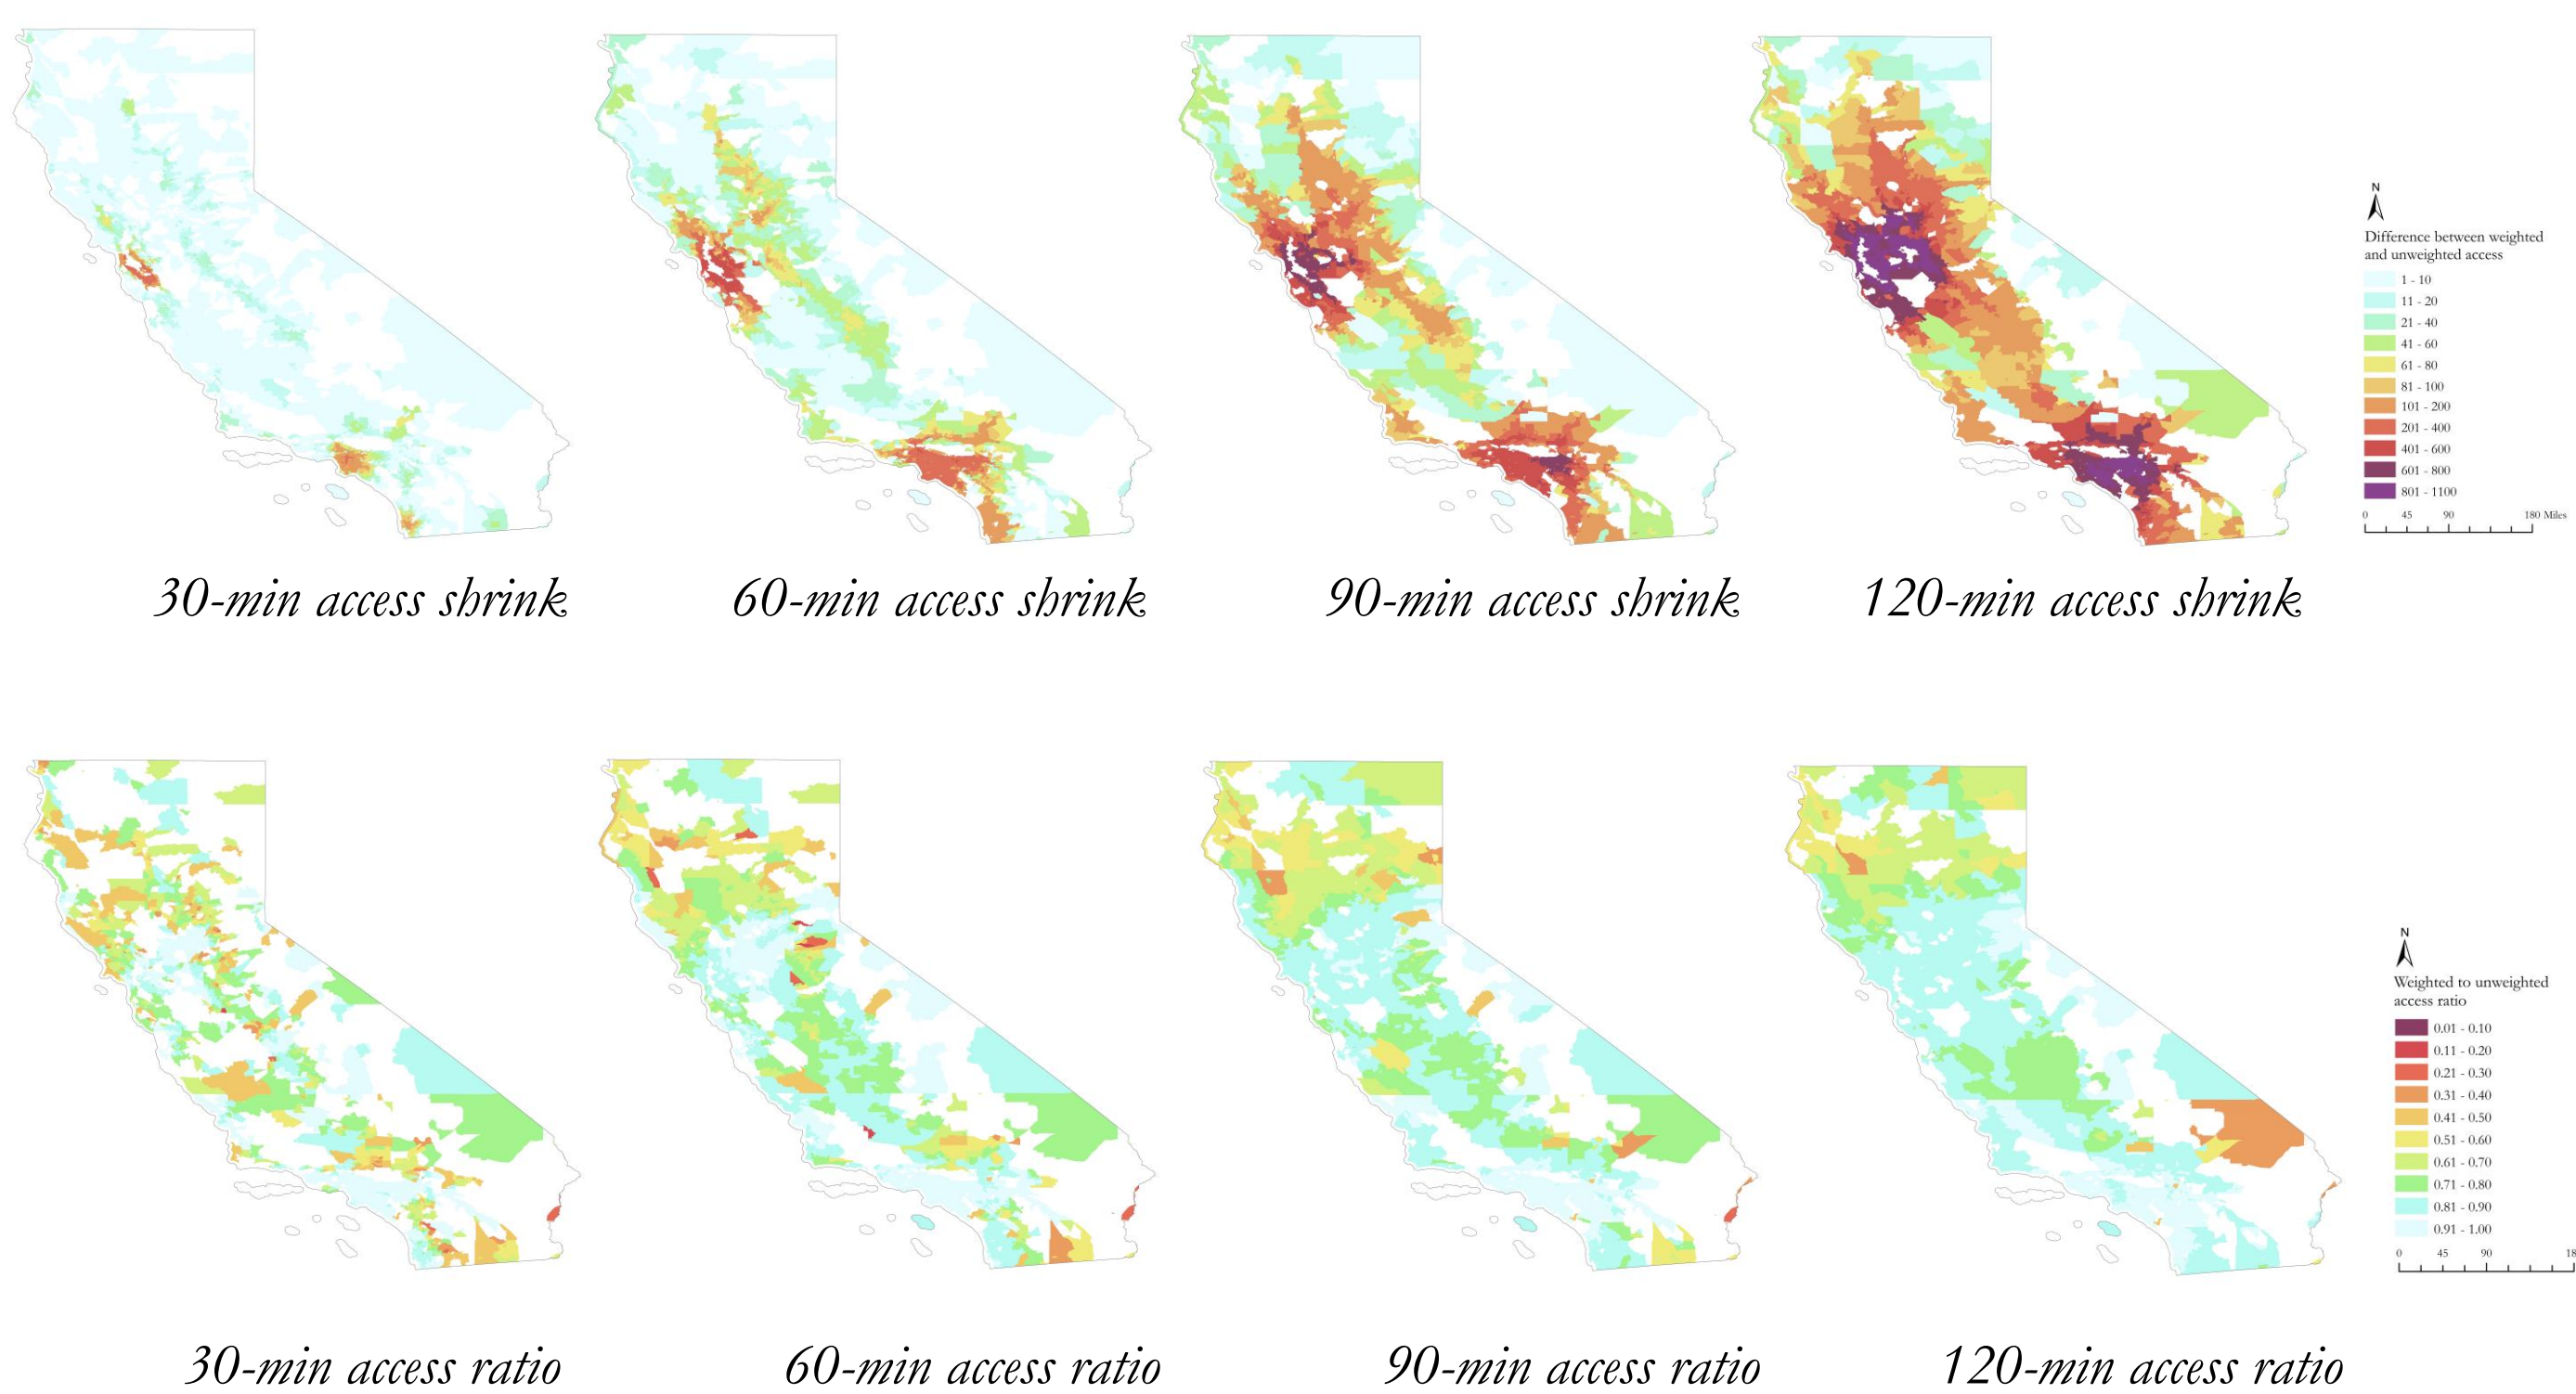 N
Difference between weighted
and unweighted access
1 - 10
11 - 20
21 - 40
41 - 60
61 - 80
81 - 100
101 - 200
201 - 400
401 - 600
601 - 800
801 - 1100
0 45 90 180 Miles
30-min access shrink
60-min access shrink
90-min access shrink
120-min access shrink
N
Weighted to unweighted
access ratio
0.01 - 0.10
0.11 - 0.20
0.21 - 0.30
0.31 - 0.40
0.41 - 0.50
0.51 - 0.60
0.61 - 0.70
0.71 - 0.80
0.81 - 0.90
0.91 - 1.00
0 45 90 18
30-min access ratio
60-min access ratio
90-min access ratio
120-min access ratio